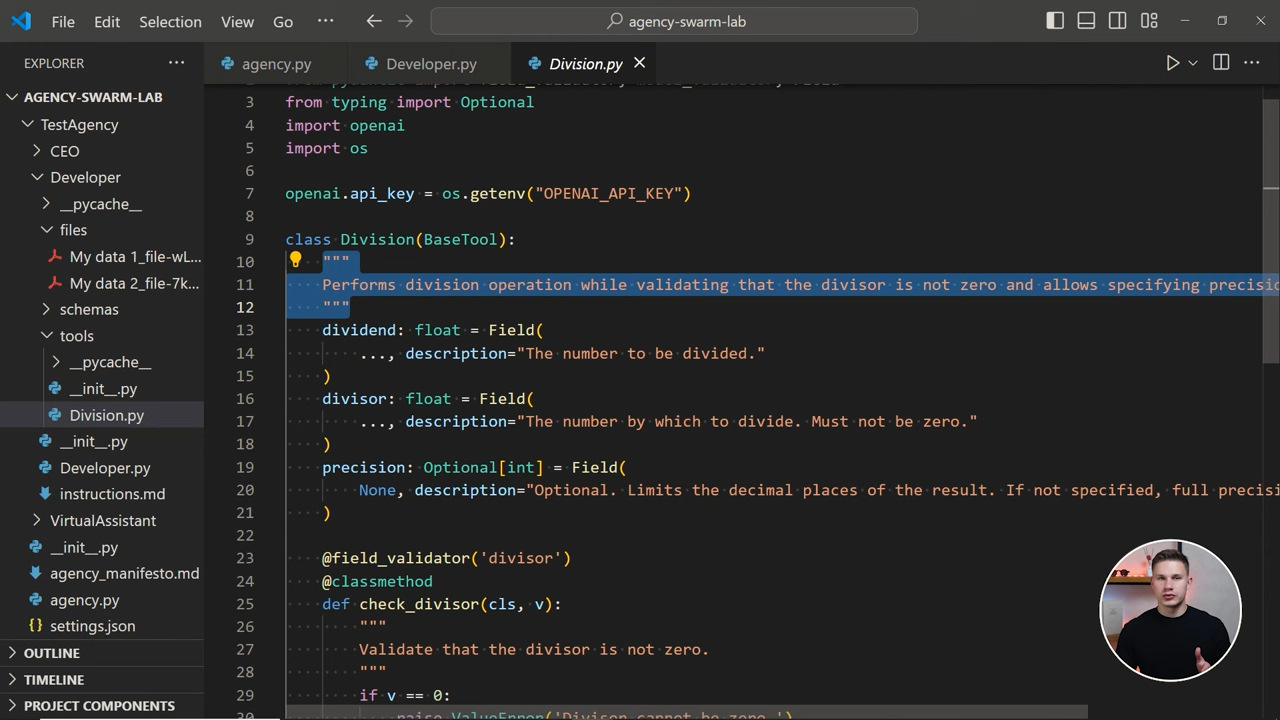 File Edit Selection View Go ··· agency-swarm-lab
EXPLORER ···
agency.py Developer.py Division.py
AGENCY-SWARM-LAB
TestAgency
CEO
Developer
__pycache__
files
My data 1_file-wL...
My data 2_file-7k...
schemas
tools
__pycache__
__init__.py
Division.py
__init__.py
Developer.py
instructions.md
VirtualAssistant
__init__.py
agency_manifesto.md
agency.py
settings.json
OUTLINE
TIMELINE
PROJECT COMPONENTS
3 from typing import Optional
4 import openai
5 import os
6
7 openai.api_key = os.getenv("OPENAI_API_KEY")
8
9 class Division(BaseTool):
10 """
11 Performs division operation while validating that the divisor is not zero and allows specifying
12 """
13 dividend: float = Field(
14 ..., description="The number to be divided."
15 )
16 divisor: float = Field(
17 ..., description="The number by which to divide. Must not be zero."
18 )
19 precision: Optional[int] = Field(
20 None, description="Optional. Limits the decimal places of the result. If not specified, full
21 )
22
23 @field_validator('divisor')
24 @classmethod
25 def check_divisor(cls, v):
26 """
27 Validate that the divisor is not zero.
28 """
29 if v == 0:
raise ValueError('Divisor cannot be zero.')